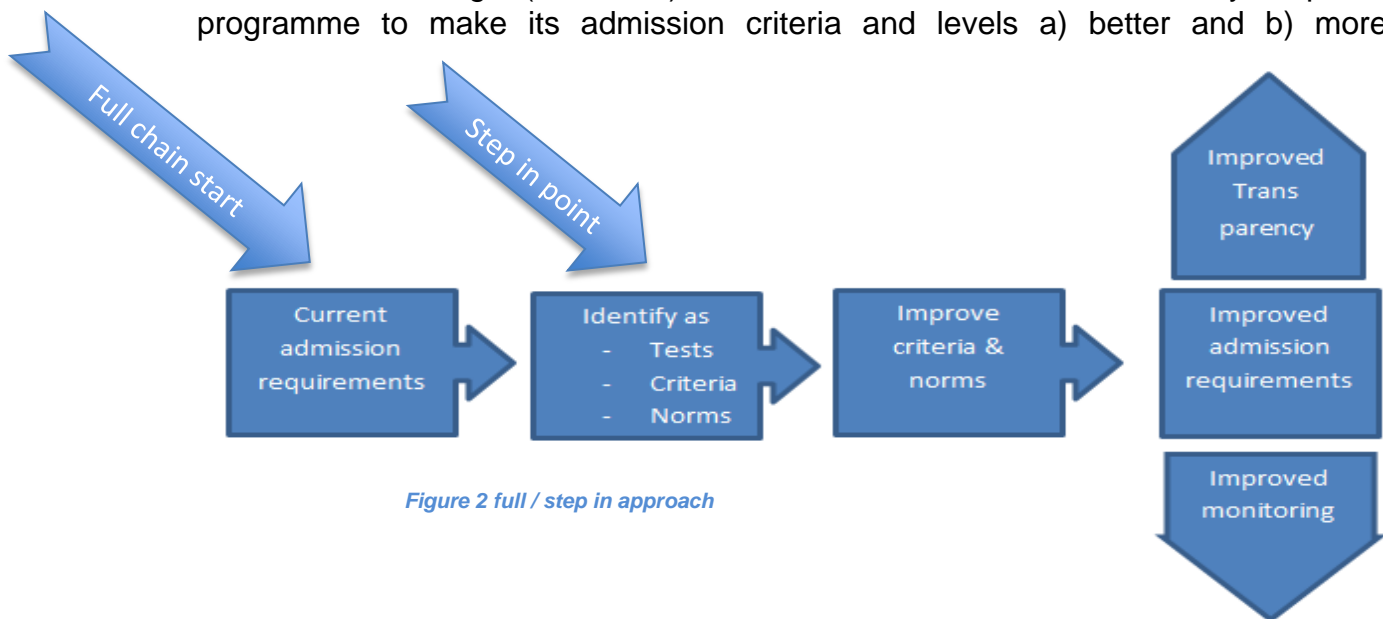 programme to make its admission criteria and levels a) better and b) more
Full chain start
Step in point
Current
admission
requirements
Identify as
- Tests
- Criteria
- Norms
Improve
criteria &
norms
Improved
Trans
parency
Improved
admission
requirements
Improved
monitoring
Figure 2 full / step in approach